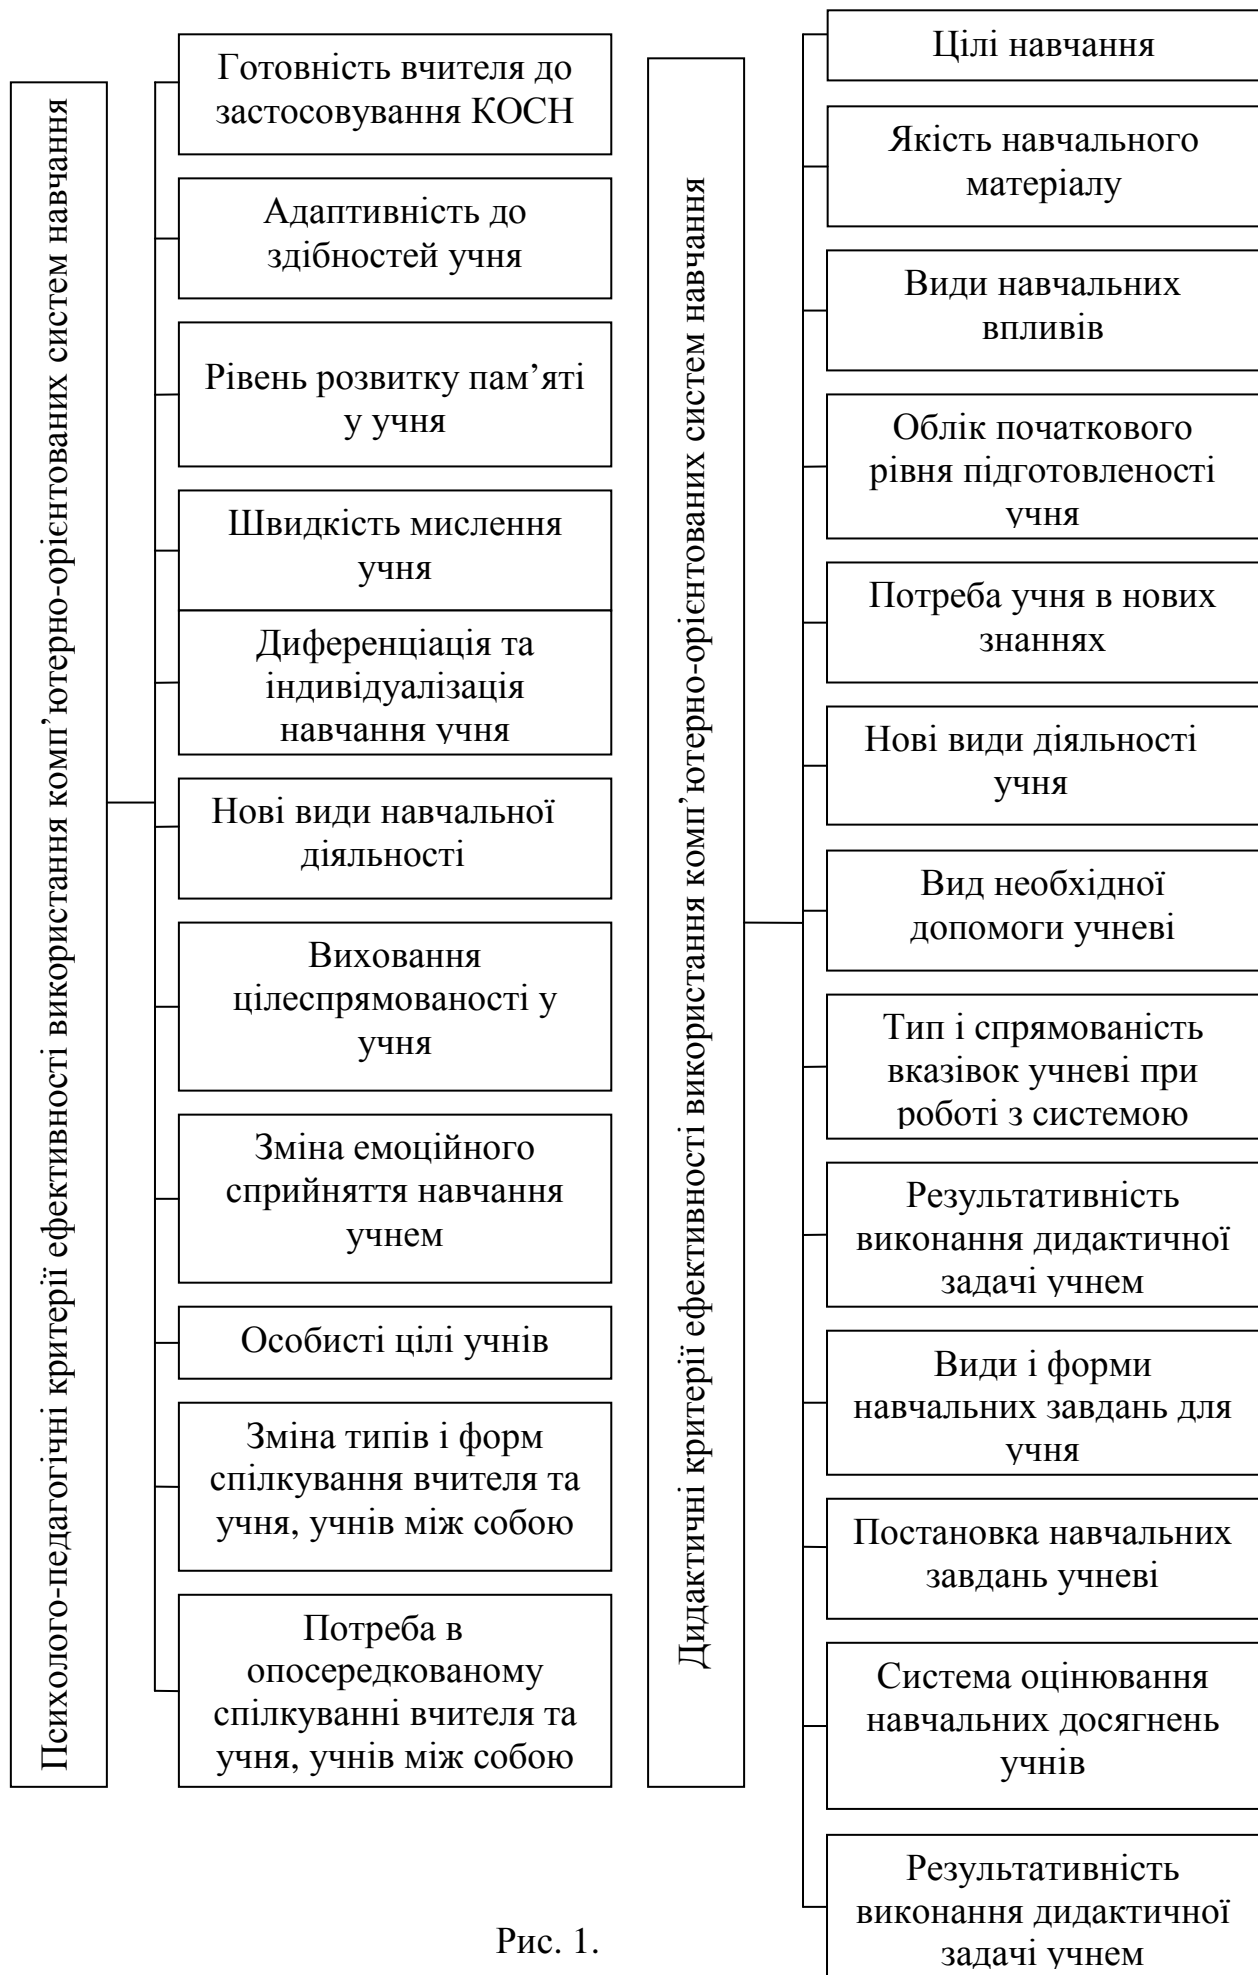 Психолого-педагогічні критерії ефективності використання комп’ютерно-орієнтованих систем навчання
Готовність вчителя до
застосовування КОСН
Адаптивність до
здібностей учня
Рівень розвитку пам’яті
у учня
Швидкість мислення
учня
Диференціація та
індивідуалізація
навчання учня
Нові види навчальної
діяльності
Виховання
цілеспрямованості у
учня
Зміна емоційного
сприйняття навчання
учнем
Особисті цілі учнів
Зміна типів і форм
спілкування вчителя та
учня, учнів між собою
Потреба в
опосередкованому
спілкуванні вчителя та
учня, учнів між собою
Дидактичні критерії ефективності використання комп’ютерно-орієнтованих систем навчання
Цілі навчання
Якість навчального
матеріалу
Види навчальних
впливів
Облік початкового
рівня підготовленості
учня
Потреба учня в нових
знаннях
Нові види діяльності
учня
Вид необхідної
допомоги учневі
Тип і спрямованість
вказівок учневі при
роботі з системою
Результативність
виконання дидактичної
задачі учнем
Види і форми
навчальних завдань для
учня
Постановка навчальних
завдань учневі
Система оцінювання
навчальних досягнень
учнів
Результативність
виконання дидактичної
задачі учнем
Рис. 1.